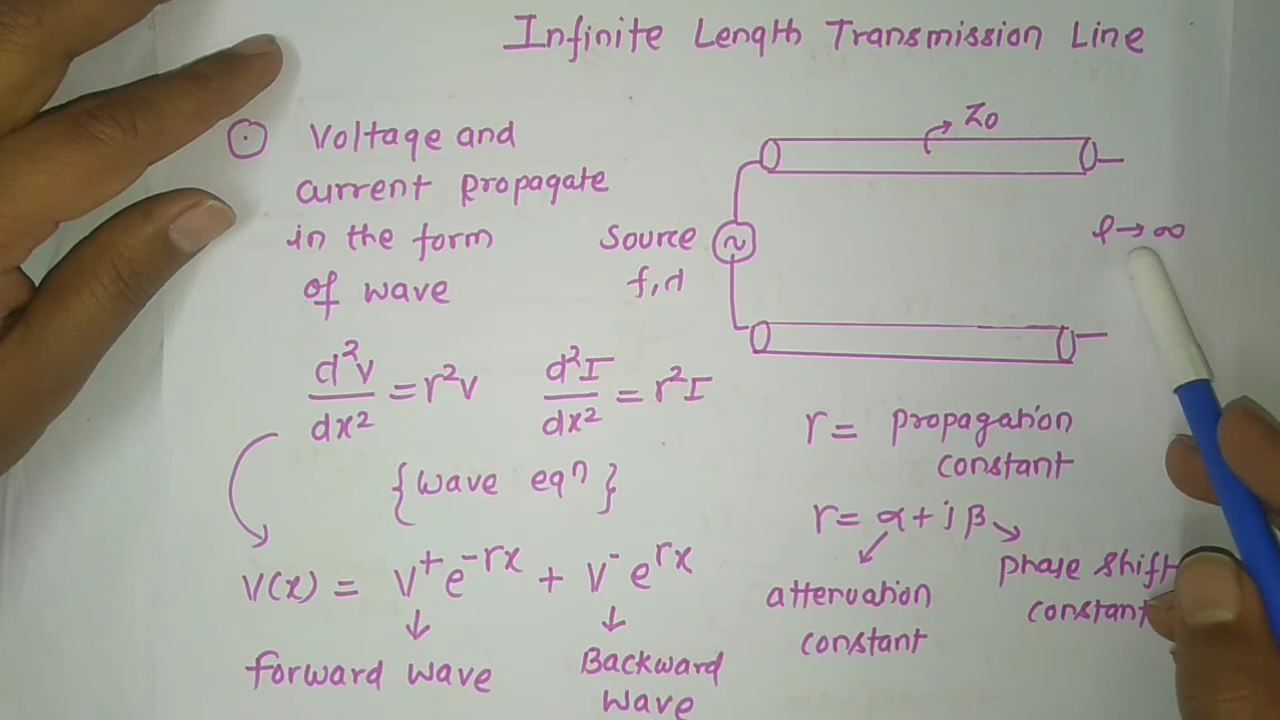 Infinite Length Transmission Line
Voltage and
current propagate
in the form
of wave
Source
f, λ
Z0
l→∞
d²V/dx² = r²V
d²I/dx² = r²I
{wave eqⁿ}
V(x) = V⁺e⁻ʳˣ + V⁻eʳˣ
forward wave
Backward
wave
r = propagation
constant
r = α + jβ
attenuation
constant
phase shift
constant